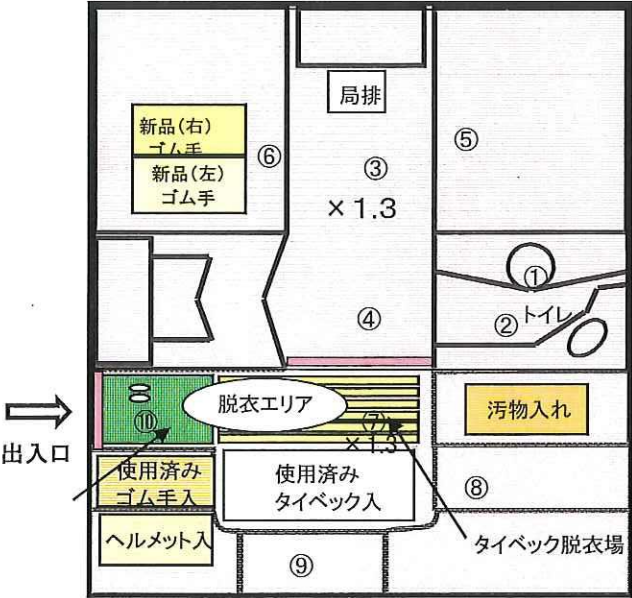 局排
新品(右)
ゴム手
新品(左)
ゴム手
⑥
③
×1.3
⑤
①
②
トイレ
④
出入口
⑩
脱衣エリア
⑦
×1.3
汚物入れ
使用済み
ゴム手入
使用済み
タイベック入
⑧
ヘルメット入
⑨
タイベック脱衣場